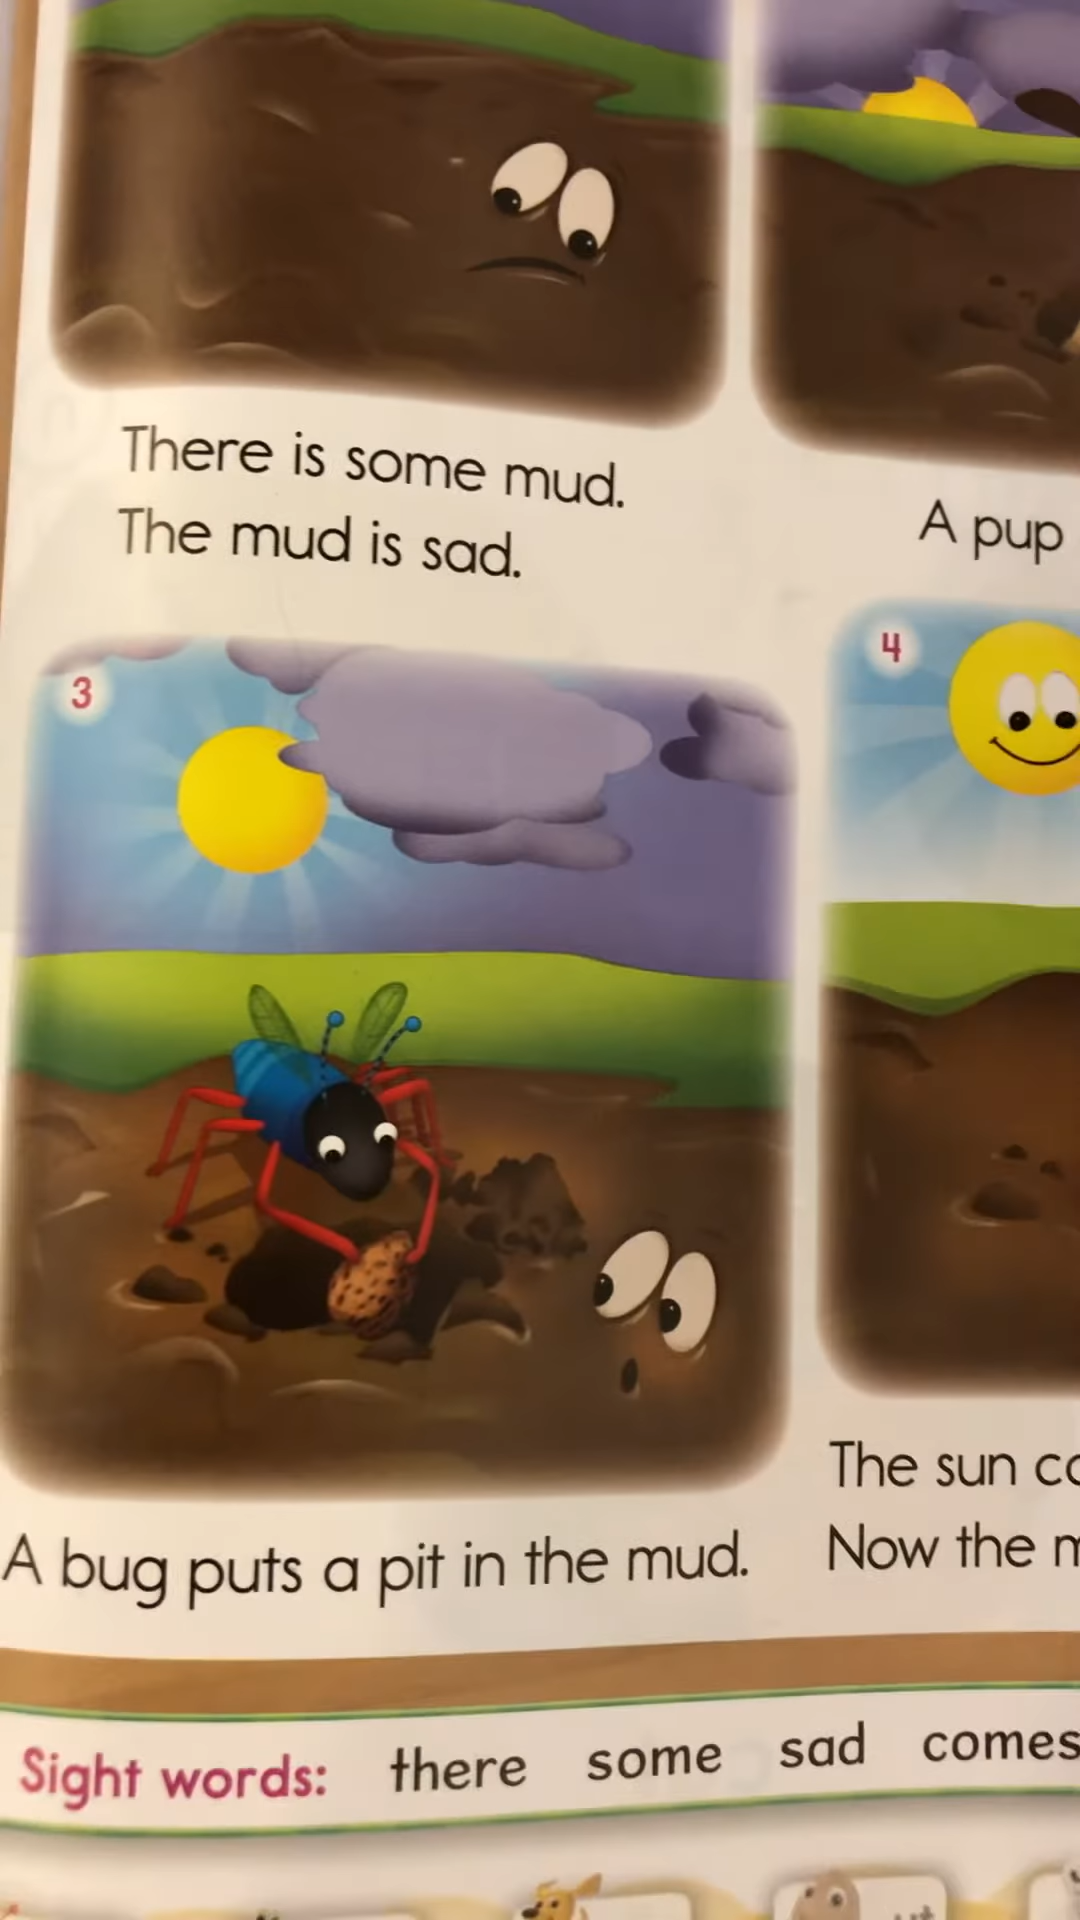 There is some mud.
The mud is sad.
A pup
3
4
A bug puts a pit in the mud.
The sun
Now the
Sight words: there some sad comes